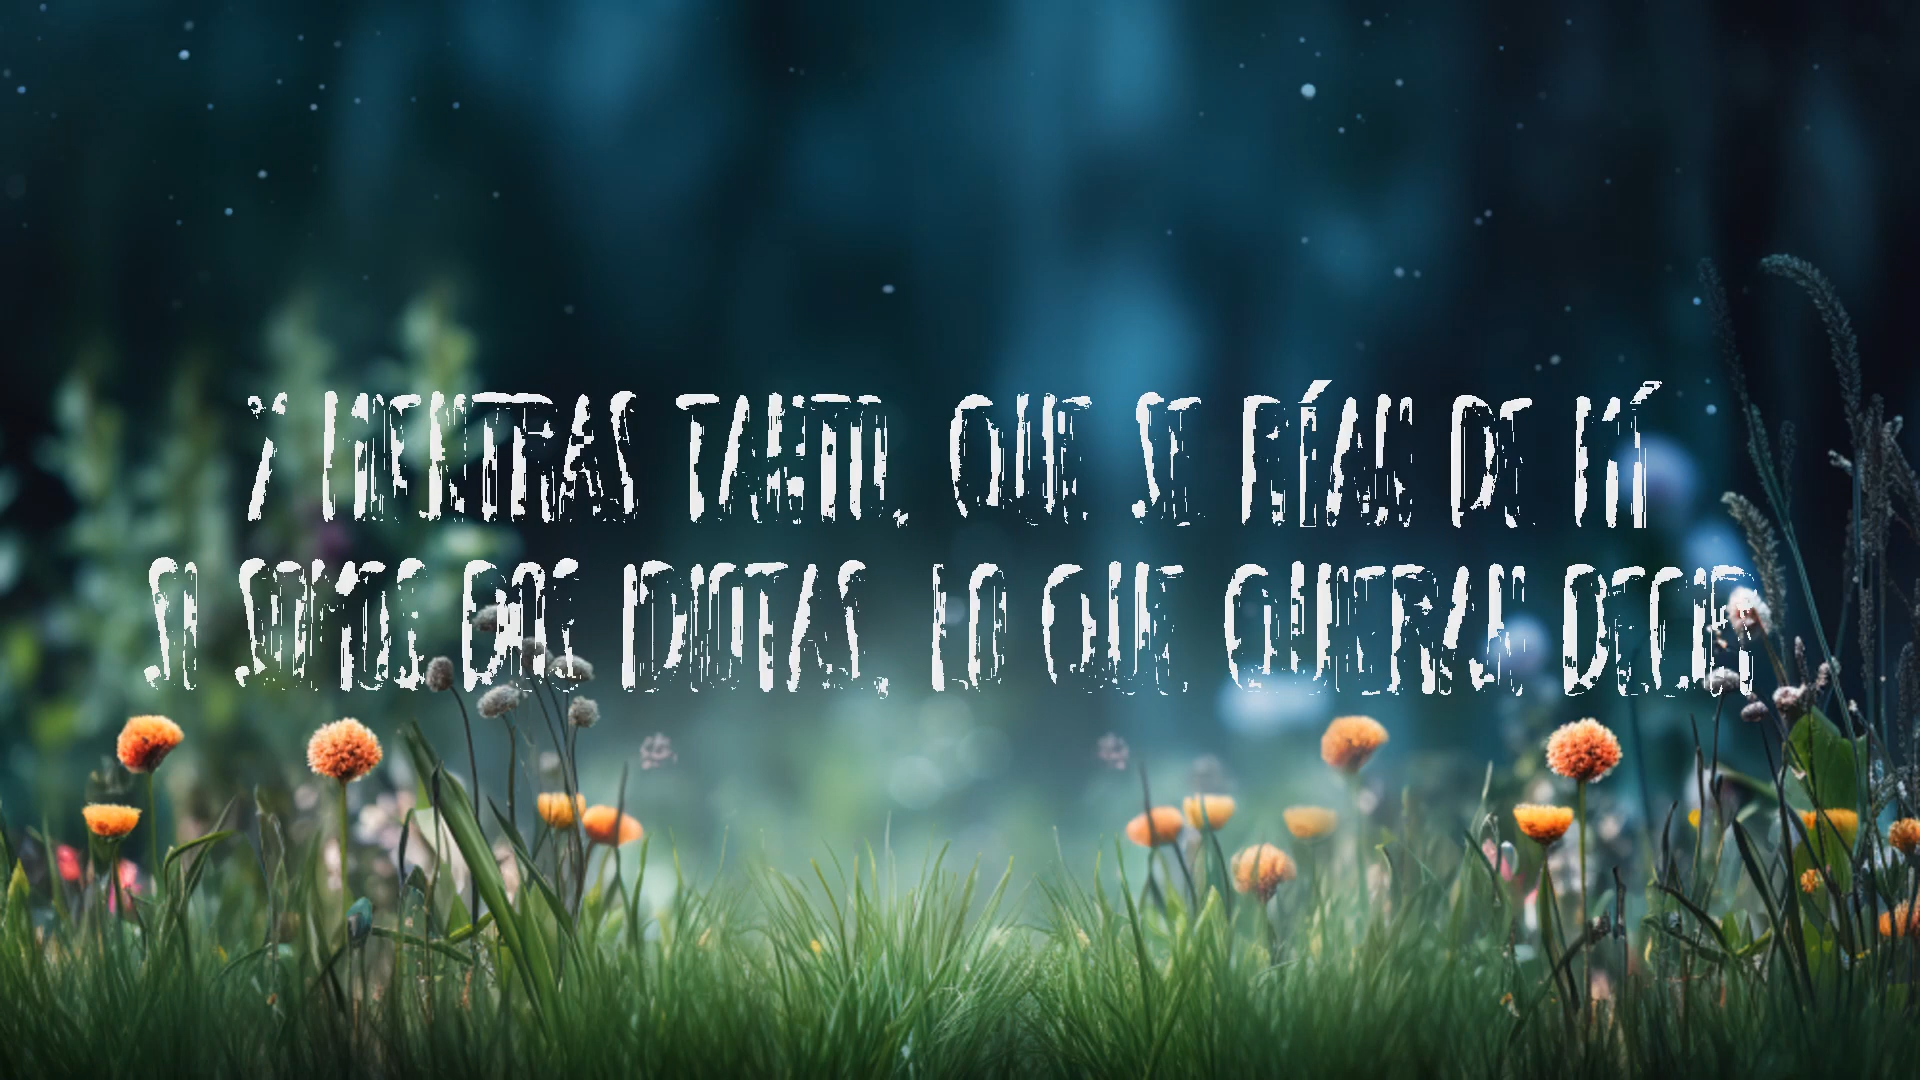 Y MIENTRAS TANTO, QUE SE RÍAN DE MÍ
SI SOMOS DOS IDIOTAS, LO QUE QUIERAN DECIR